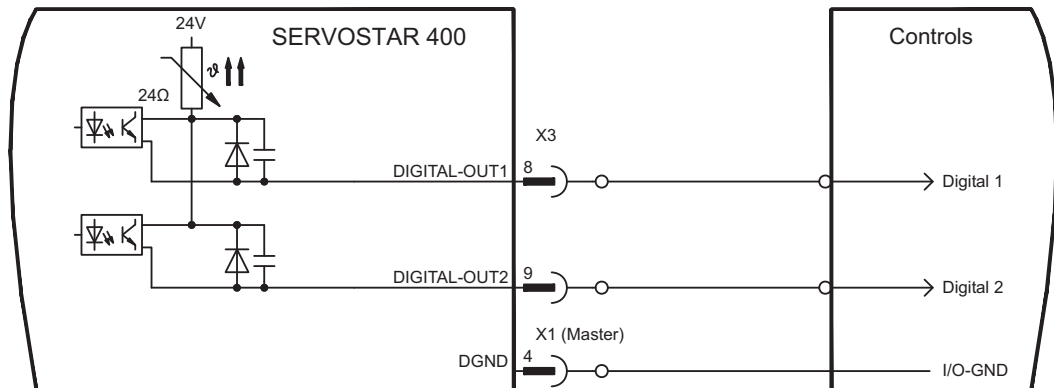 24V
SERVOSTAR 400
Controls
ϑ
24Ω
X3
DIGITAL-OUT1
8
Digital 1
DIGITAL-OUT2
9
Digital 2
X1 (Master)
DGND
4
I/O-GND